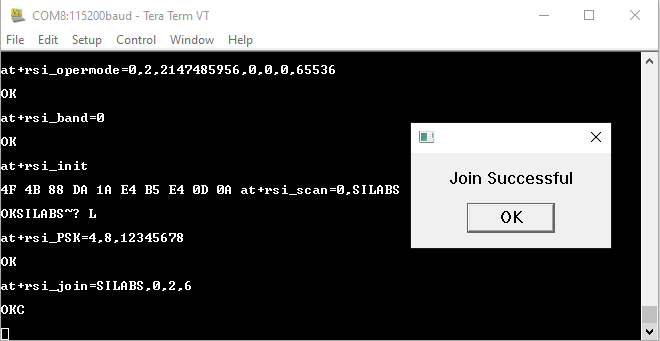 COM8:115200baud - Tera Term VT
File Edit Setup Control Window Help
at+rsi_opermode=0,2,2147485956,0,0,0,65536
OK
at+rsi_band=0
OK
at+rsi_init
4F 4B 88 DA 1A E4 B5 E4 0D 0A at+rsi_scan=0,SILABS
OKSILABS~? L
at+rsi_PSK=4,8,12345678
OK
at+rsi_join=SILABS,0,2,6
OKC
Join Successful
OK